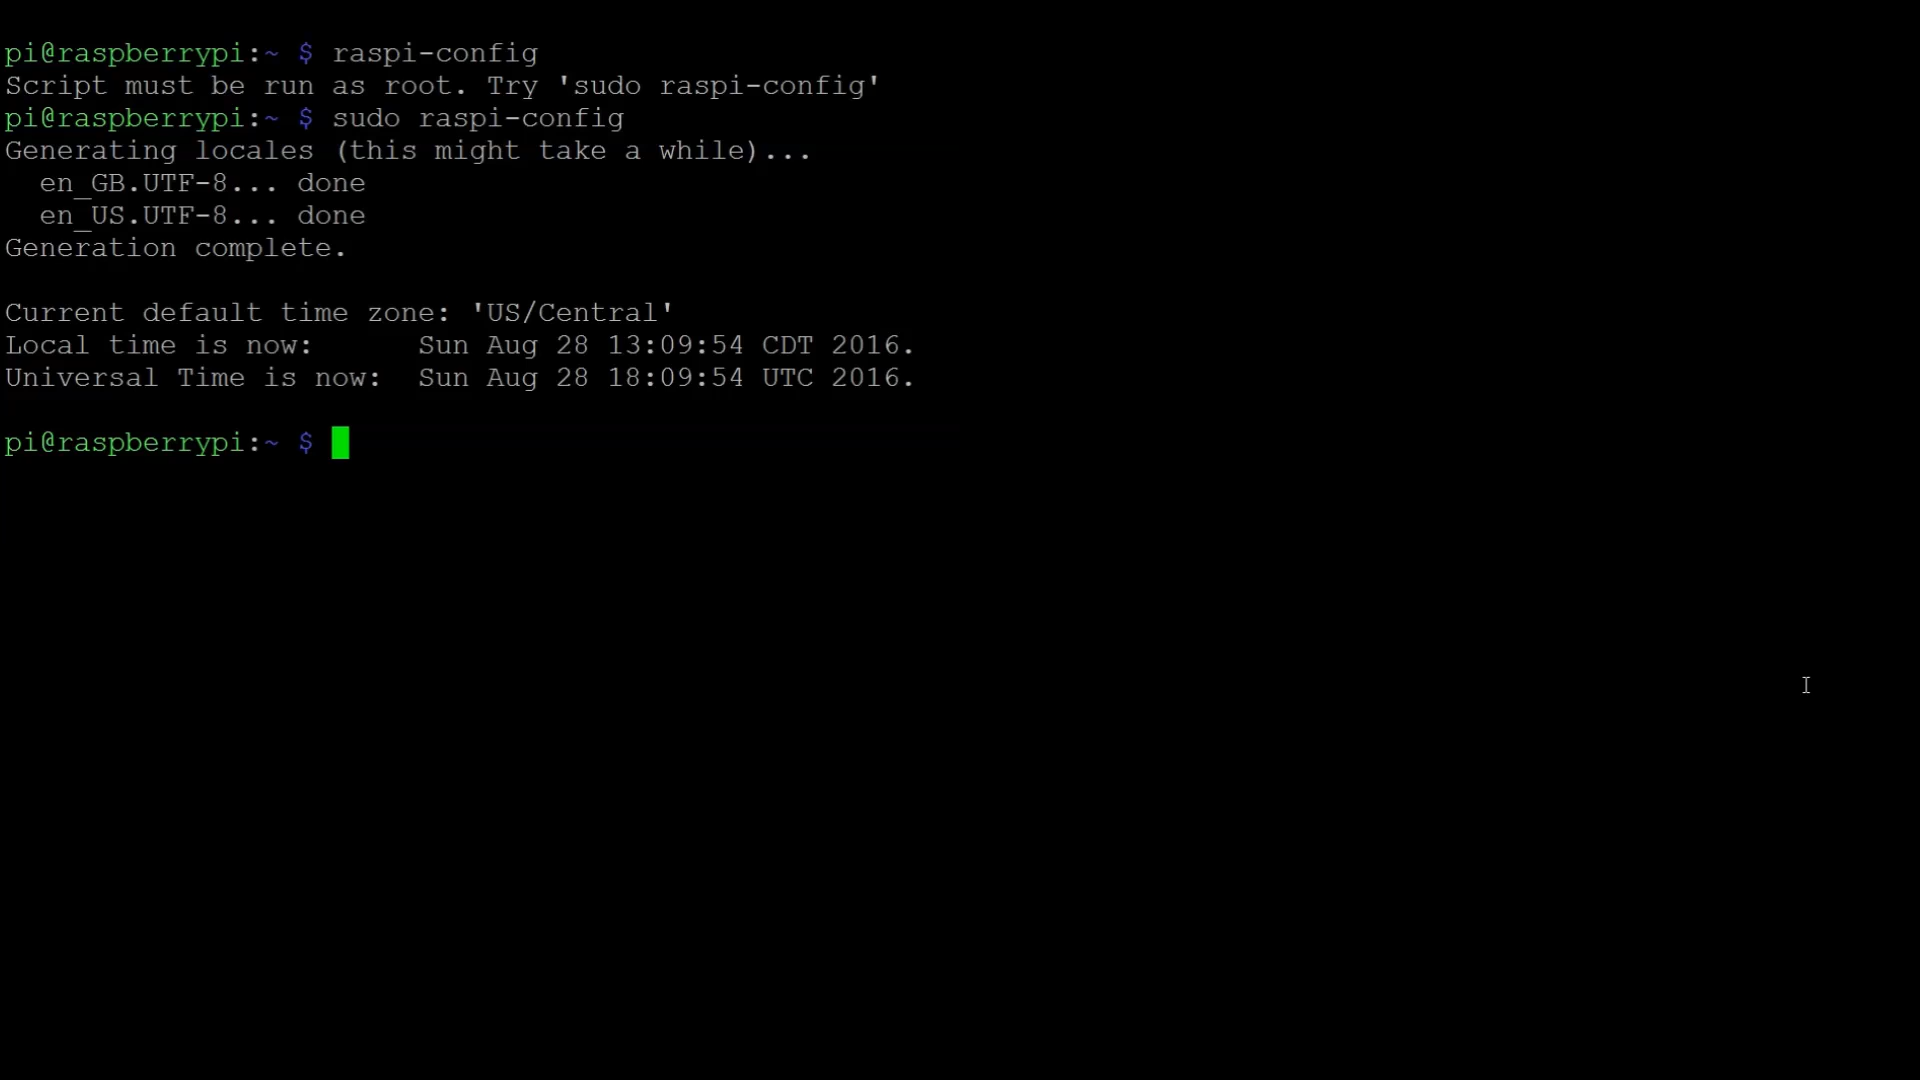 pi@raspberrypi:~ $ raspi-config
Script must be run as root. Try 'sudo raspi-config'
pi@raspberrypi:~ $ sudo raspi-config
Generating locales (this might take a while)...
  en_GB.UTF-8... done
  en_US.UTF-8... done
Generation complete.

Current default time zone: 'US/Central'
Local time is now:      Sun Aug 28 13:09:54 CDT 2016.
Universal Time is now:  Sun Aug 28 18:09:54 UTC 2016.

pi@raspberrypi:~ $